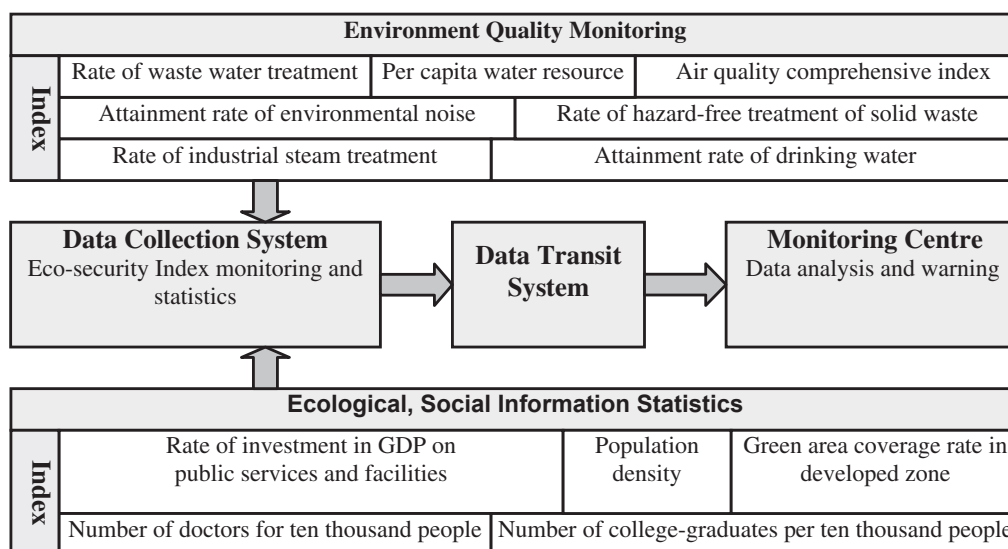 Environment Quality Monitoring
Index
Rate of waste water treatment
Per capita water resource
Air quality comprehensive index
Attainment rate of environmental noise
Rate of hazard-free treatment of solid waste
Rate of industrial steam treatment
Attainment rate of drinking water
Data Collection System
Eco-security Index monitoring and
statistics
Data Transit
System
Monitoring Centre
Data analysis and warning
Ecological, Social Information Statistics
Index
Rate of investment in GDP on
public services and facilities
Population
density
Green area coverage rate in
developed zone
Number of doctors for ten thousand people
Number of college-graduates per ten thousand people